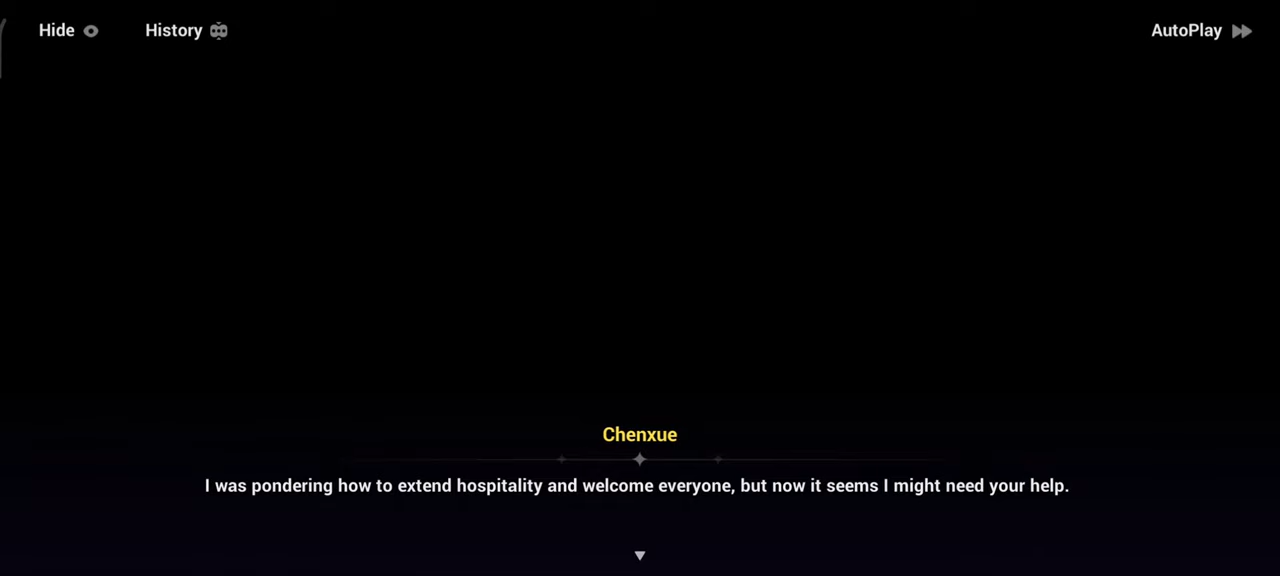 Hide
History
AutoPlay
Chenxue
I was pondering how to extend hospitality and welcome everyone, but now it seems I might need your help.